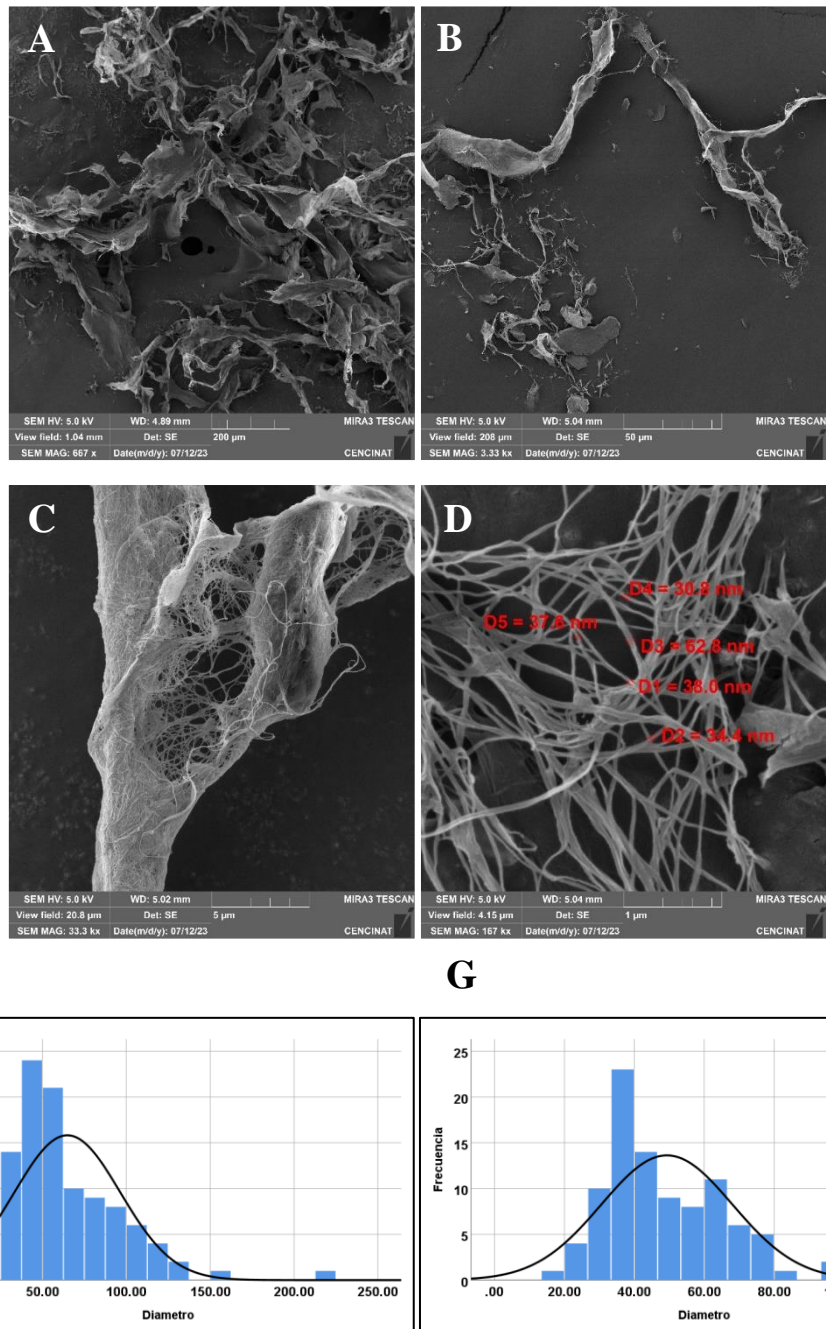 A
SEM HV: 5.0 kV WD: 4.89 mm MIRA3 TESCAN
View field: 1.04 mm Det: SE 200 µm
SEM MAG: 667 x Date(m/d/y): 07/12/23 CENCINAT
B
SEM HV: 5.0 kV WD: 5.04 mm MIRA3 TESCAN
View field: 208 µm Det: SE 50 µm
SEM MAG: 3.33 kx Date(m/d/y): 07/12/23 CENCINAT
C
SEM HV: 5.0 kV WD: 5.02 mm MIRA3 TESCAN
View field: 20.8 µm Det: SE 5 µm
SEM MAG: 33.3 kx Date(m/d/y): 07/12/23 CENCINAT
D
D4 = 30.8 nm
D5 = 37.6 nm
D3 = 62.8 nm
D1 = 38.0 nm
D2 = 34.4 nm
SEM HV: 5.0 kV WD: 5.04 mm MIRA3 TESCAN
View field: 4.15 µm Det: SE 1 µm
SEM MAG: 167 kx Date(m/d/y): 07/12/23 CENCINAT
G
50.00 100.00 150.00 200.00 250.00
Diametro
25
20
15
10
5
0
Frecuencia
.00 20.00 40.00 60.00 80.00
Diametro